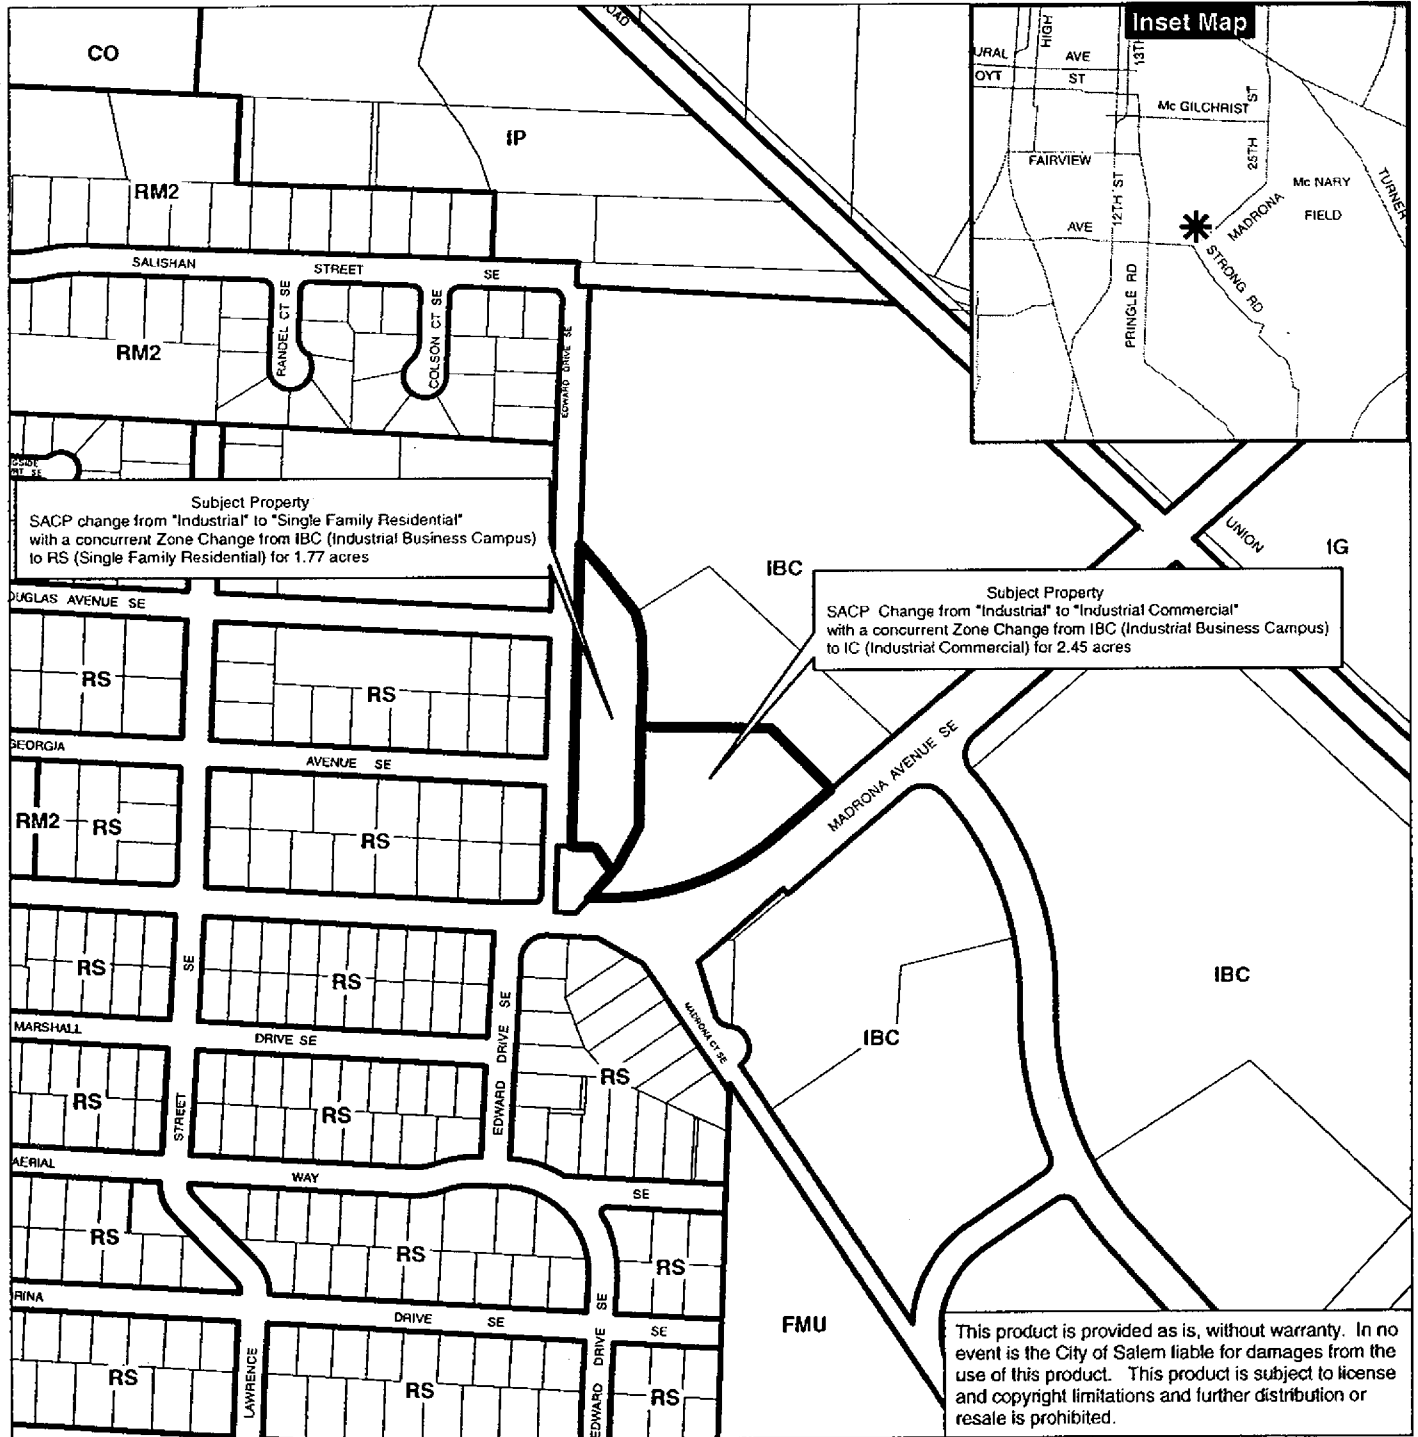 Inset Map
URAL AVE
OYT ST
HIGH
13TH
Mc GILCHRIST
ST
25TH
FAIRVIEW
AVE
12TH ST
PRINGLE RD
MADRONA
STRONG RD
Mc NARY
FIELD
TURNER
CO
OAD
IP
RM2
SALISHAN STREET SE
RANDEL CT SE
COLSON CT SE
EDWARD DRIVE SE
RM2
Subject Property
SACP change from "Industrial" to "Single Family Residential"
with a concurrent Zone Change from IBC (Industrial Business Campus)
to RS (Single Family Residential) for 1.77 acres
IBC
UNION
IG
Subject Property
SACP Change from "Industrial" to "Industrial Commercial"
with a concurrent Zone Change from IBC (Industrial Business Campus)
to IC (Industrial Commercial) for 2.45 acres
OUGLAS AVENUE SE
RS
RS
GEORGIA AVENUE SE
MADRONA AVENUE SE
RM2
RS
RS
RS
SE
RS
EDWARD DRIVE SE
MADRONA CT SE
IBC
IBC
MARSHALL DRIVE SE
RS
STREET
RS
RS
AERIAL WAY SE
RS
RS
RS
RINA DRIVE SE SE
EDWARD DRIVE SE
FMU
RS
LAWRENCE
RS
RS
This product is provided as is, without warranty. In no
event is the City of Salem liable for damages from the
use of this product. This product is subject to license
and copyright limitations and further distribution or
resale is prohibited.